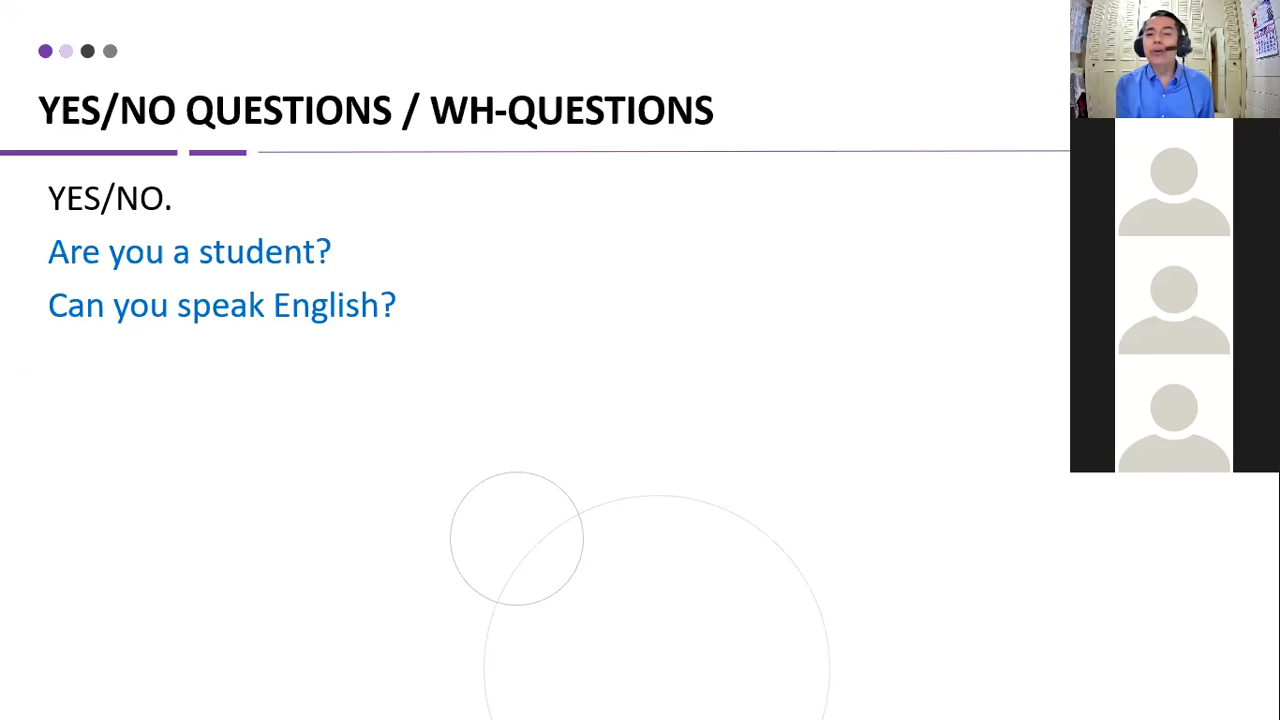 YES/NO QUESTIONS / WH-QUESTIONS
YES/NO.
Are you a student?
Can you speak English?